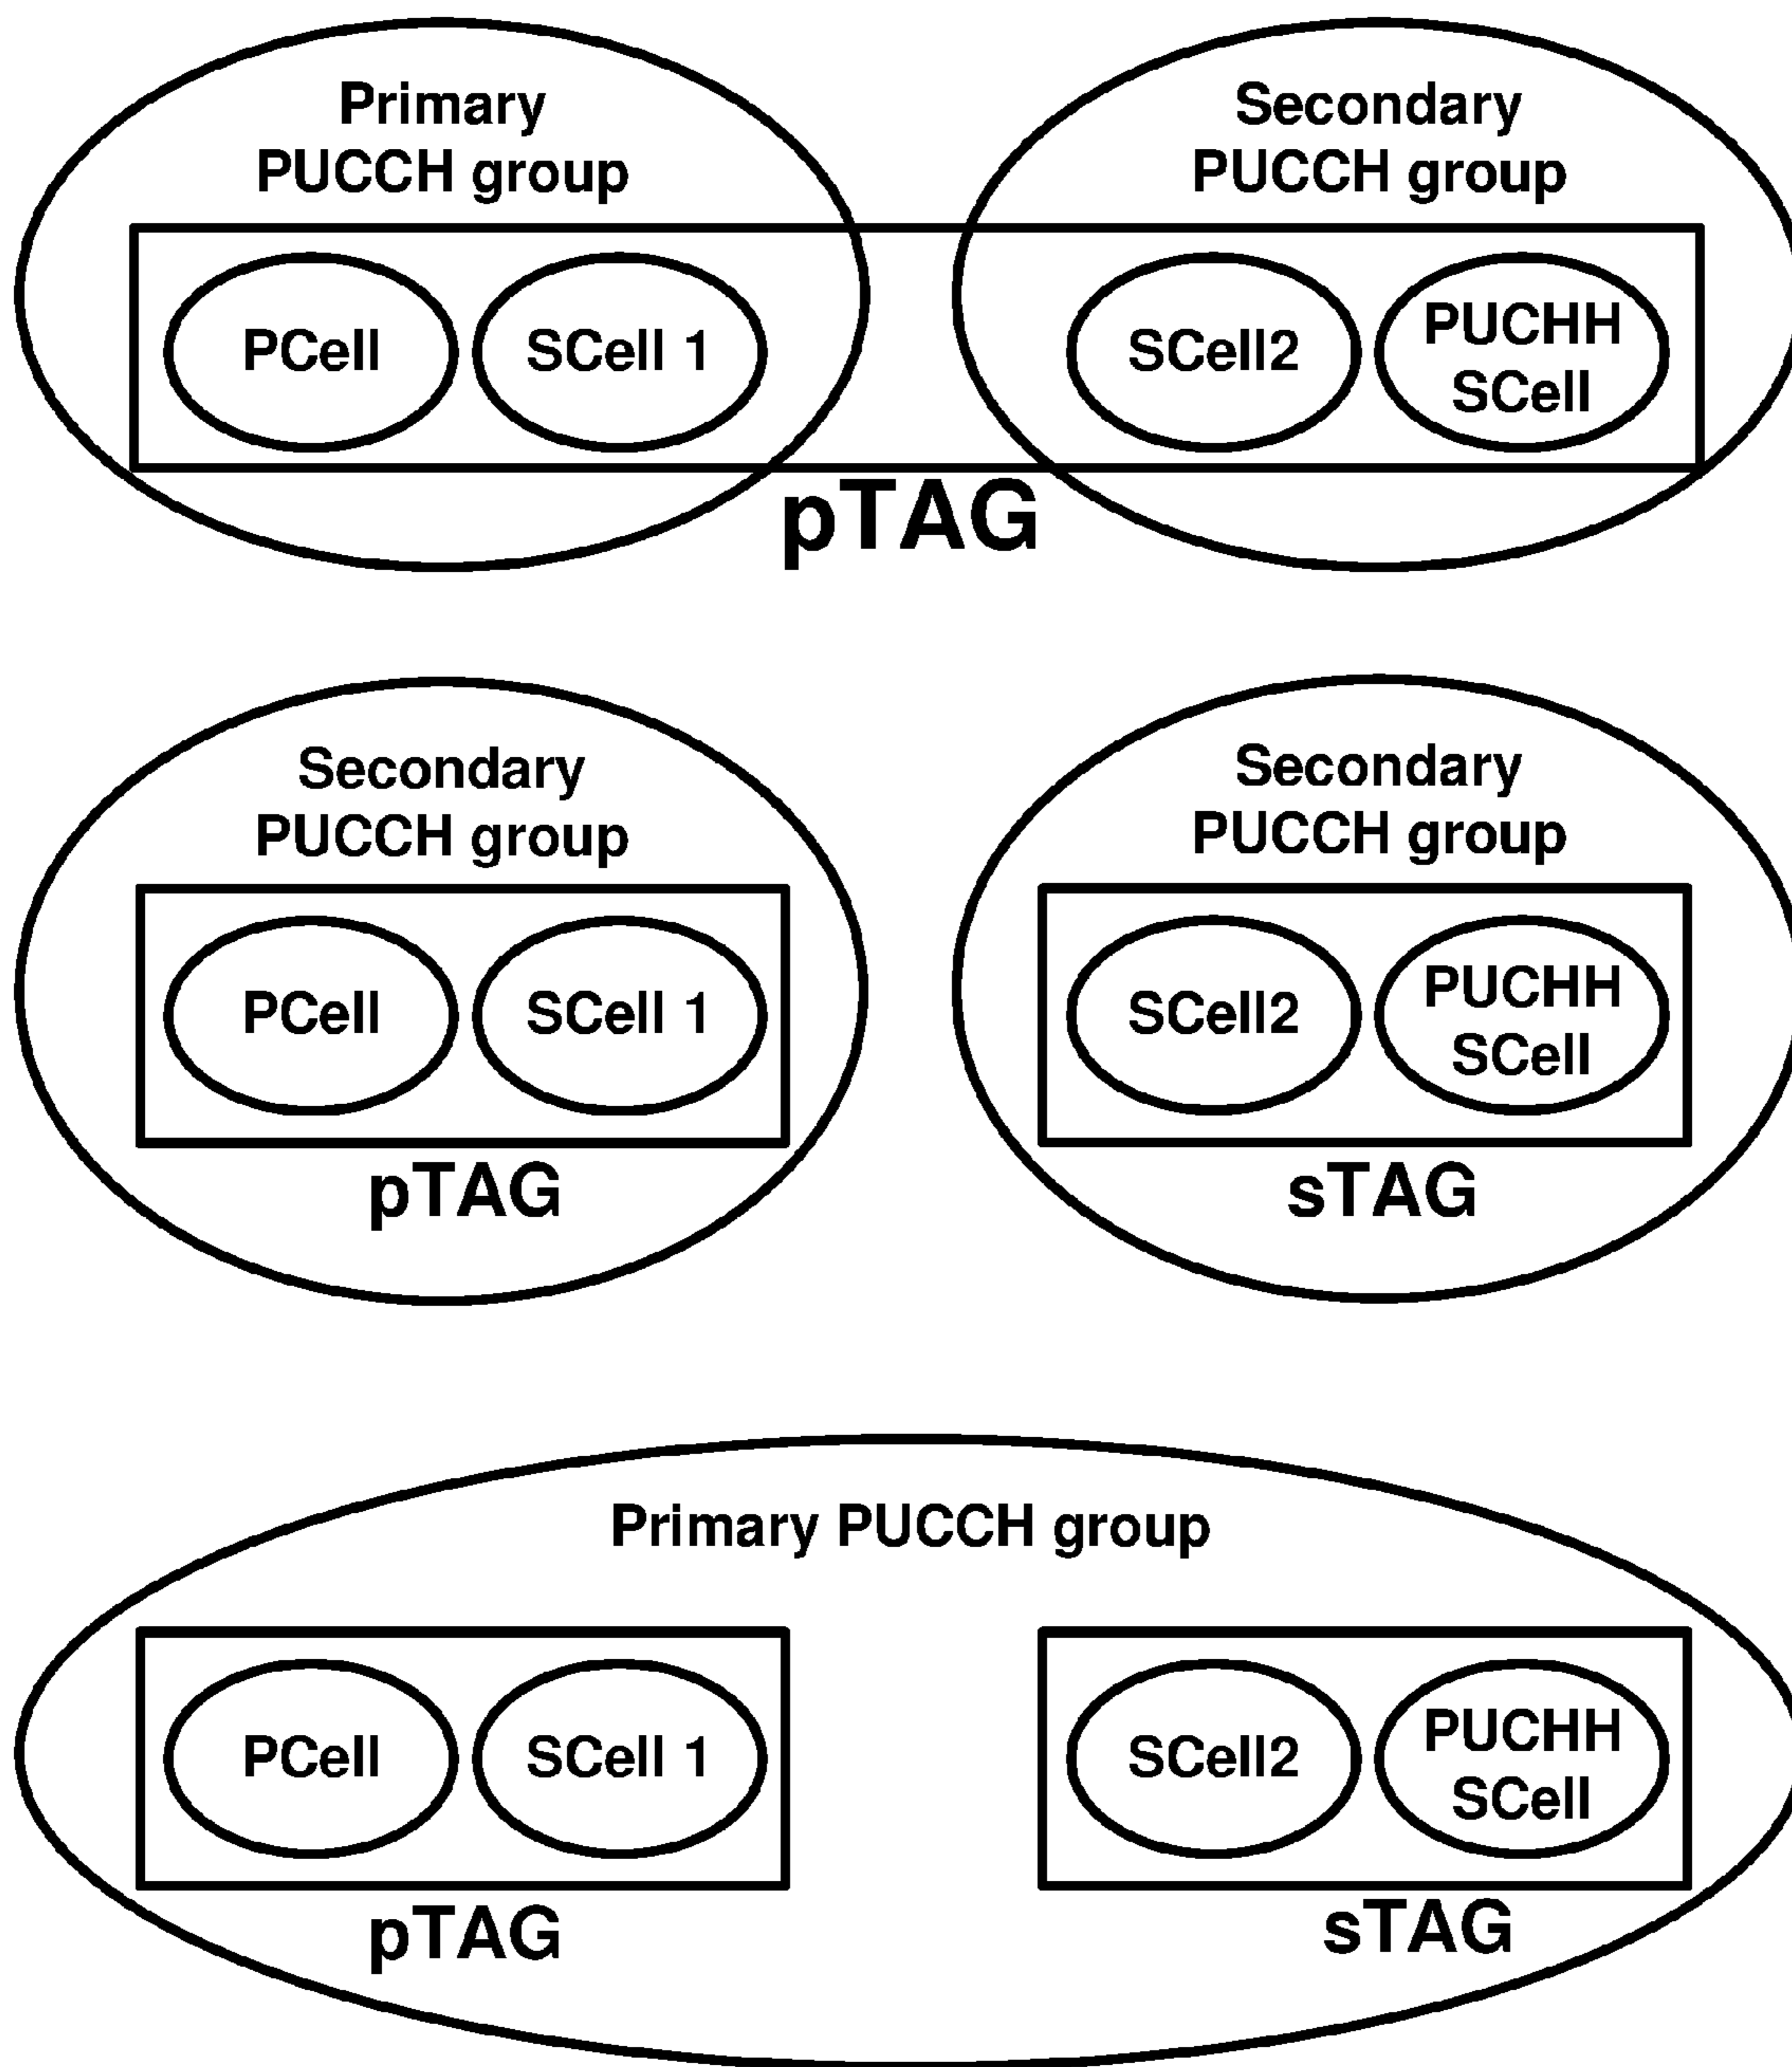 Primary
PUCCH group
Secondary
PUCCH group
PCell
SCell 1
SCell2
PUCHH
SCell
pTAG
Secondary
PUCCH group
Secondary
PUCCH group
PCell
SCell 1
SCell2
PUCHH
SCell
pTAG
sTAG
Primary PUCCH group
PCell
SCell 1
SCell2
PUCHH
SCell
pTAG
sTAG